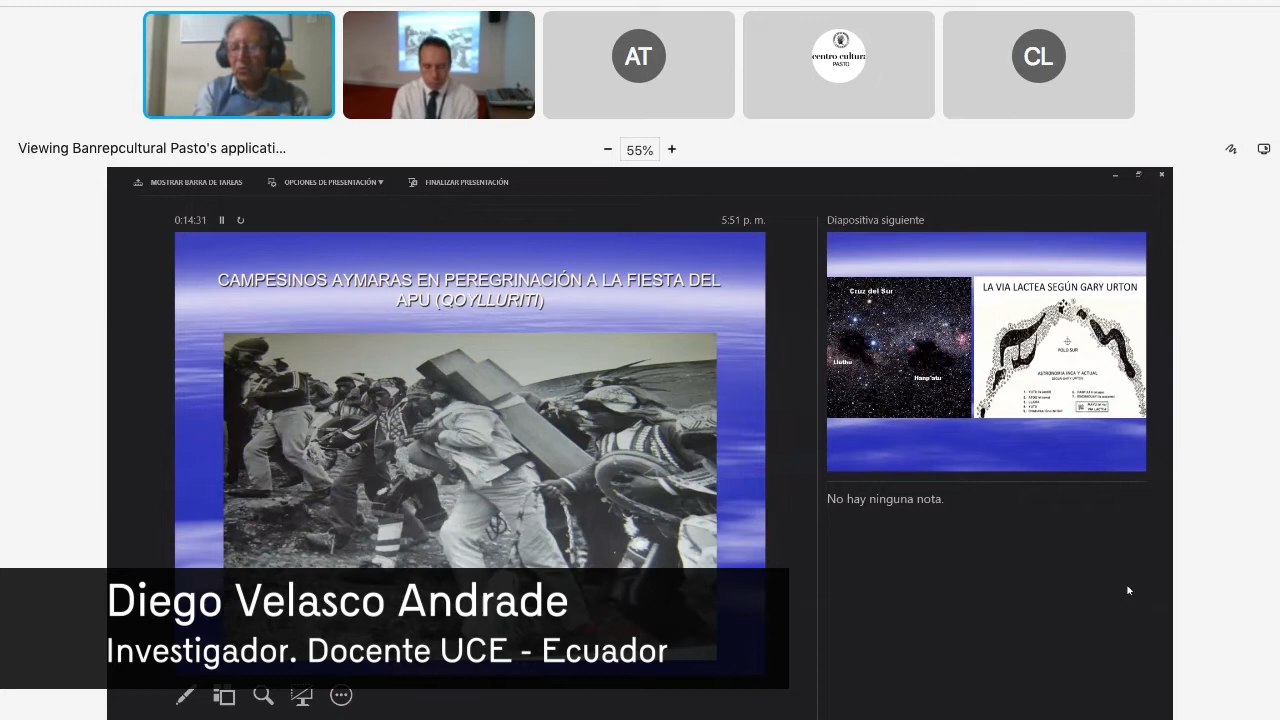 AT
centro cultura
PASTO
CL
Viewing Banrepcultural Pasto's applicati...
− 55% +
MOSTRAR BARRA DE TAREAS OPCIONES DE PRESENTACIÓN ▼ FINALIZAR PRESENTACIÓN
0:14:31 5:51 p. m.
CAMPESINOS AYMARAS EN PEREGRINACIÓN A LA FIESTA DEL
APU (QOYLLURITI)
Diapositiva siguiente
Cruz del Sur
Hanp'atu
LA VIA LACTEA SEGÚN GARY URTON
POLO SUR
ASTRONOMIA INCA Y ACTUAL
No hay ninguna nota.
Diego Velasco Andrade
Investigador. Docente UCE - Ecuador